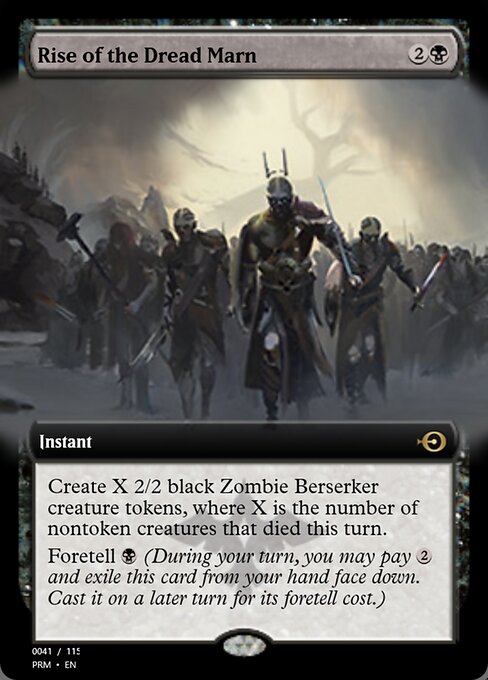 Rise of the Dread Marn 2
Instant
Create X 2/2 black Zombie Berserker
creature tokens, where X is the number of
nontoken creatures that died this turn.
Foretell (During your turn, you may pay 2
and exile this card from your hand face down.
Cast it on a later turn for its foretell cost.)
0041 / 115
PRM • EN